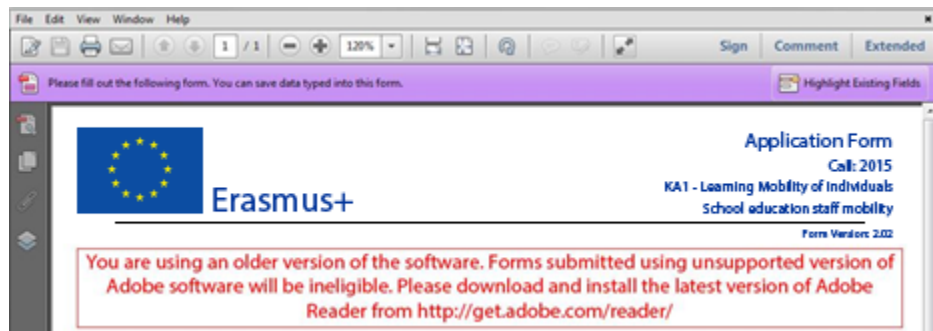 File Edit View Window Help
1 / 1 120% Sign Comment Extended
Please fill out the following form. You can save data typed into this form. Highlight Existing Fields
Application Form
Call: 2015
Erasmus+ KA1 - Learning Mobility of Individuals
School education staff mobility
Form Version: 2.02
You are using an older version of the software. Forms submitted using unsupported version of
Adobe software will be ineligible. Please download and install the latest version of Adobe
Reader from http://get.adobe.com/reader/